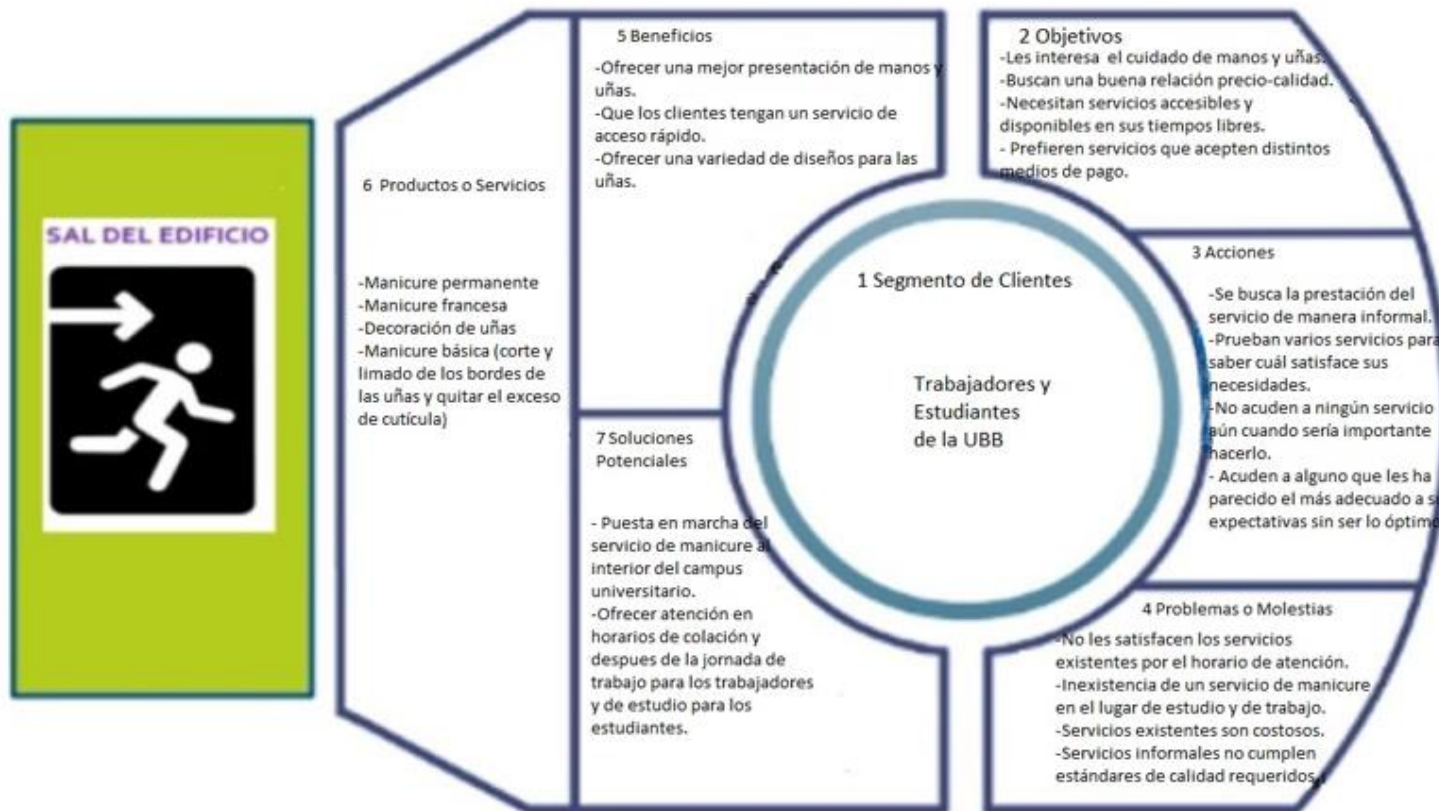 SAL DEL EDIFICIO
6 Productos o Servicios
-Manicure permanente
-Manicure francesa
-Decoración de uñas
-Manicure básica (corte y
limado de los bordes de
las uñas y quitar el exceso
de cutícula)
5 Beneficios
-Ofrecer una mejor presentación de manos y
uñas.
-Que los clientes tengan un servicio de
acceso rápido.
-Ofrecer una variedad de diseños para las
uñas.
7 Soluciones
Potenciales
- Puesta en marcha del
servicio de manicure al
interior del campus
universitario.
-Ofrecer atención en
horarios de colación y
despues de la jornada de
trabajo para los trabajadores
y de estudio para los
estudiantes.
1 Segmento de Clientes
Trabajadores y
Estudiantes
de la UBB
2 Objetivos
-Les interesa el cuidado de manos y uñas.
-Buscan una buena relación precio-calidad.
-Necesitan servicios accesibles y
disponibles en sus tiempos libres.
- Prefieren servicios que acepten distintos
medios de pago.
3 Acciones
-Se busca la prestación del
servicio de manera informal.
-Prueban varios servicios para
saber cuál satisface sus
necesidades.
-No acuden a ningún servicio
aún cuando sería importante
hacerlo.
- Acuden a alguno que les ha
parecido el más adecuado a
expectativas sin ser lo óptimo
4 Problemas o Molestias
-No les satisfacen los servicios
existentes por el horario de atención.
-Inexistencia de un servicio de manicure
en el lugar de estudio y de trabajo.
-Servicios existentes son costosos.
-Servicios informales no cumplen
estándares de calidad requeridos.